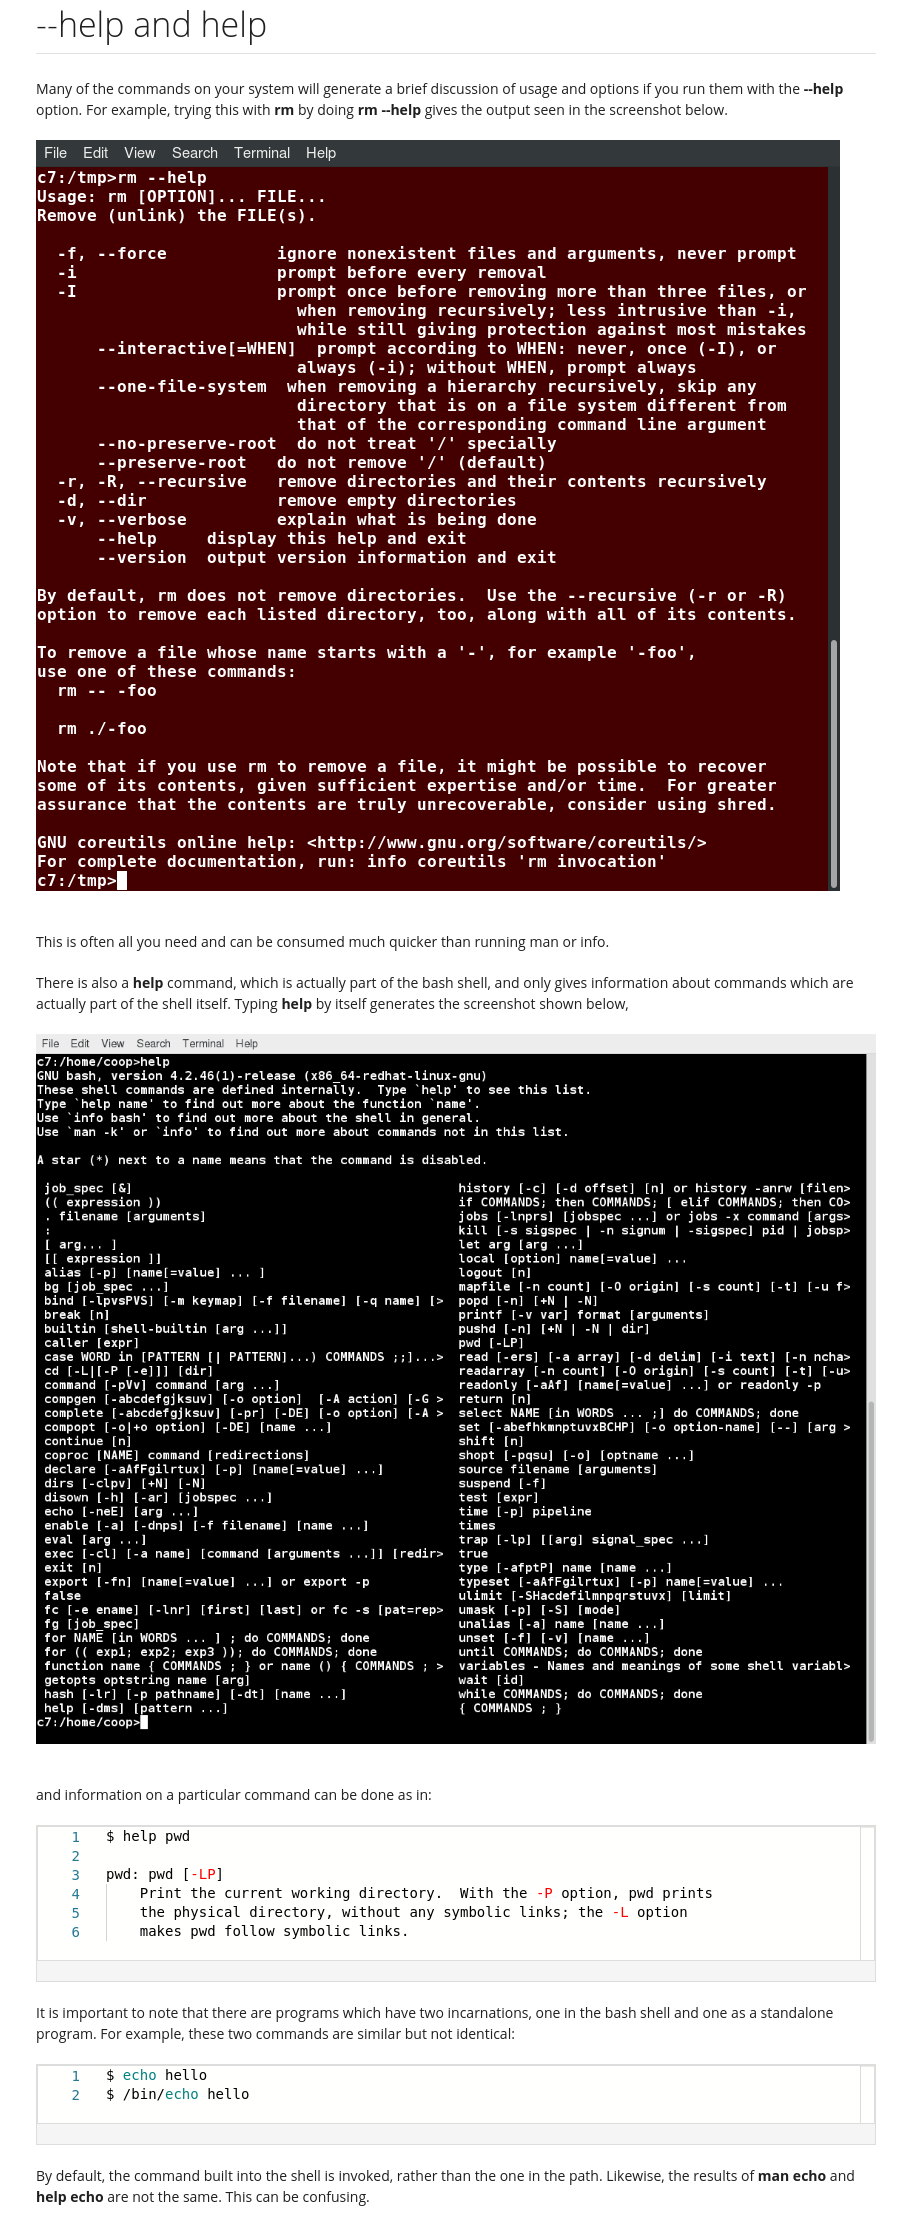 --help and help
Many of the commands on your system will generate a brief discussion of usage and options if you run them with the --help
option. For example, trying this with rm by doing rm --help gives the output seen in the screenshot below.
File Edit View Search Terminal Help
c7:/tmp>rm --help
Usage: rm [OPTION]... FILE...
Remove (unlink) the FILE(s).
-f, --force           ignore nonexistent files and arguments, never prompt
-i                    prompt before every removal
-I                    prompt once before removing more than three files, or
when removing recursively; less intrusive than -i,
while still giving protection against most mistakes
--interactive[=WHEN]  prompt according to WHEN: never, once (-I), or
always (-i); without WHEN, prompt always
--one-file-system  when removing a hierarchy recursively, skip any
directory that is on a file system different from
that of the corresponding command line argument
--no-preserve-root  do not treat '/' specially
--preserve-root   do not remove '/' (default)
-r, -R, --recursive   remove directories and their contents recursively
-d, --dir             remove empty directories
-v, --verbose         explain what is being done
--help     display this help and exit
--version  output version information and exit
By default, rm does not remove directories.  Use the --recursive (-r or -R)
option to remove each listed directory, too, along with all of its contents.
To remove a file whose name starts with a '-', for example '-foo',
use one of these commands:
rm -- -foo
rm ./-foo
Note that if you use rm to remove a file, it might be possible to recover
some of its contents, given sufficient expertise and/or time.  For greater
assurance that the contents are truly unrecoverable, consider using shred.
GNU coreutils online help: <http://www.gnu.org/software/coreutils/>
For complete documentation, run: info coreutils 'rm invocation'
c7:/tmp>
This is often all you need and can be consumed much quicker than running man or info.
There is also a help command, which is actually part of the bash shell, and only gives information about commands which are
actually part of the shell itself. Typing help by itself generates the screenshot shown below,
File Edit View Search Terminal Help
c7:/home/coop>help
GNU bash, version 4.2.46(1)-release (x86_64-redhat-linux-gnu)
These shell commands are defined internally.  Type `help' to see this list.
Type `help name' to find out more about the function `name'.
Use `info bash' to find out more about the shell in general.
Use `man -k' or `info' to find out more about commands not in this list.
A star (*) next to a name means that the command is disabled.
job_spec [&]                                            history [-c] [-d offset] [n] or history -anrw [filen>
(( expression ))                                        if COMMANDS; then COMMANDS; [ elif COMMANDS; then CO>
. filename [arguments]                                  jobs [-lnprs] [jobspec ...] or jobs -x command [args>
:                                                       kill [-s sigspec | -n signum | -sigspec] pid | jobsp>
[ arg... ]                                              let arg [arg ...]
[[ expression ]]                                        local [option] name[=value] ...
alias [-p] [name[=value] ... ]                          logout [n]
bg [job_spec ...]                                       mapfile [-n count] [-O origin] [-s count] [-t] [-u f>
bind [-lpvsPVS] [-m keymap] [-f filename] [-q name] [>  popd [-n] [+N | -N]
break [n]                                               printf [-v var] format [arguments]
builtin [shell-builtin [arg ...]]                       pushd [-n] [+N | -N | dir]
caller [expr]                                           pwd [-LP]
case WORD in [PATTERN [| PATTERN]...) COMMANDS ;;]...>  read [-ers] [-a array] [-d delim] [-i text] [-n ncha>
cd [-L|[-P [-e]]] [dir]                                 readarray [-n count] [-O origin] [-s count] [-t] [-u>
command [-pVv] command [arg ...]                        readonly [-aAf] [name[=value] ...] or readonly -p
compgen [-abcdefgjksuv] [-o option]  [-A action] [-G >  return [n]
complete [-abcdefgjksuv] [-pr] [-DE] [-o option] [-A >  select NAME [in WORDS ... ;] do COMMANDS; done
compopt [-o|+o option] [-DE] [name ...]                 set [-abefhkmnptuvxBCHP] [-o option-name] [--] [arg >
continue [n]                                            shift [n]
coproc [NAME] command [redirections]                    shopt [-pqsu] [-o] [optname ...]
declare [-aAfFgilrtux] [-p] [name[=value] ...]          source filename [arguments]
dirs [-clpv] [+N] [-N]                                  suspend [-f]
disown [-h] [-ar] [jobspec ...]                         test [expr]
echo [-neE] [arg ...]                                   time [-p] pipeline
enable [-a] [-dnps] [-f filename] [name ...]            times
eval [arg ...]                                          trap [-lp] [[arg] signal_spec ...]
exec [-cl] [-a name] [command [arguments ...]] [redir>  true
exit [n]                                                type [-afptP] name [name ...]
export [-fn] [name[=value] ...] or export -p            typeset [-aAfFgilrtux] [-p] name[=value] ...
false                                                   ulimit [-SHacdefilmnpqrstuvx] [limit]
fc [-e ename] [-lnr] [first] [last] or fc -s [pat=rep>  umask [-p] [-S] [mode]
fg [job_spec]                                           unalias [-a] name [name ...]
for NAME [in WORDS ... ] ; do COMMANDS; done            unset [-f] [-v] [name ...]
for (( exp1; exp2; exp3 )); do COMMANDS; done           until COMMANDS; do COMMANDS; done
function name { COMMANDS ; } or name () { COMMANDS ; >  variables - Names and meanings of some shell variabl>
getopts optstring name [arg]                            wait [id]
hash [-lr] [-p pathname] [-dt] [name ...]               while COMMANDS; do COMMANDS; done
help [-dms] [pattern ...]                               { COMMANDS ; }
c7:/home/coop>
and information on a particular command can be done as in:
1 $ help pwd
2
3 pwd: pwd [-LP]
4     Print the current working directory.  With the -P option, pwd prints
5     the physical directory, without any symbolic links; the -L option
6     makes pwd follow symbolic links.
It is important to note that there are programs which have two incarnations, one in the bash shell and one as a standalone
program. For example, these two commands are similar but not identical:
1 $ echo hello
2 $ /bin/echo hello
By default, the command built into the shell is invoked, rather than the one in the path. Likewise, the results of man echo and
help echo are not the same. This can be confusing.